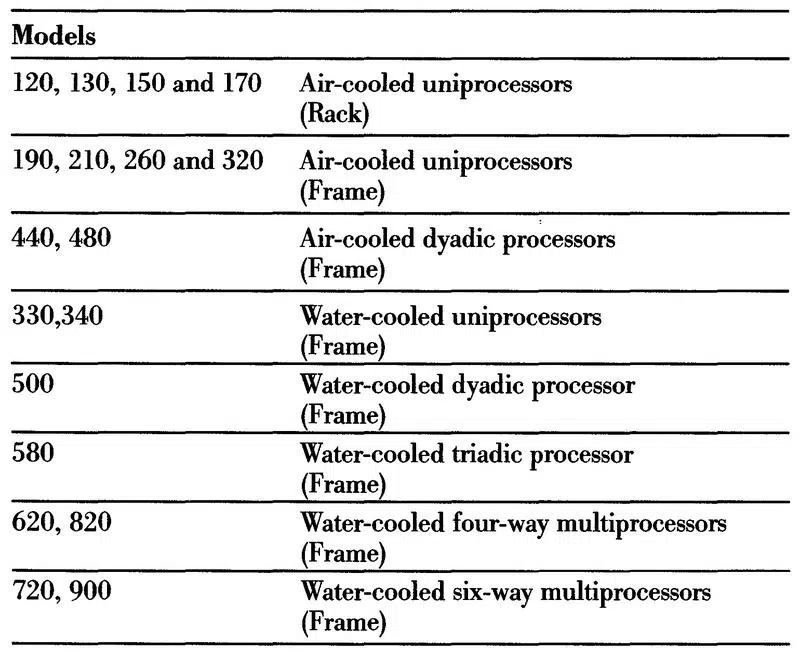 Models
120, 130, 150 and 170 Air-cooled uniprocessors
(Rack)
190, 210, 260 and 320 Air-cooled uniprocessors
(Frame)
440, 480 Air-cooled dyadic processors
(Frame)
330,340 Water-cooled uniprocessors
(Frame)
500 Water-cooled dyadic processor
(Frame)
580 Water-cooled triadic processor
(Frame)
620, 820 Water-cooled four-way multiprocessors
(Frame)
720, 900 Water-cooled six-way multiprocessors
(Frame)